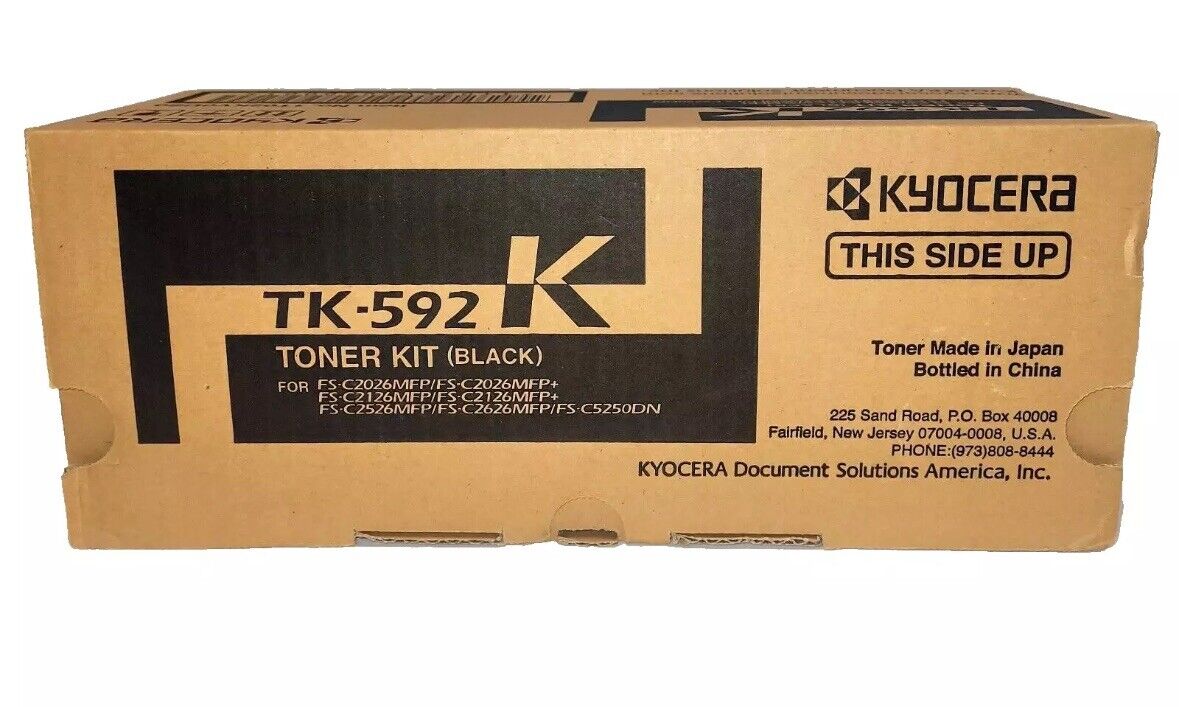 KYOCERA
THIS SIDE UP
TK-592 K
TONER KIT (BLACK)
FOR FS-C2026MFP/FS-C2026MFP+
FS-C2126MFP/FS-C2126MFP+
FS-C2526MFP/FS-C2626MFP/FS-C5250DN
Toner Made in Japan
Bottled in China
225 Sand Road, P.O. Box 40008
Fairfield, New Jersey 07004-0008, U.S.A.
PHONE:(973)808-8444
KYOCERA Document Solutions America, Inc.